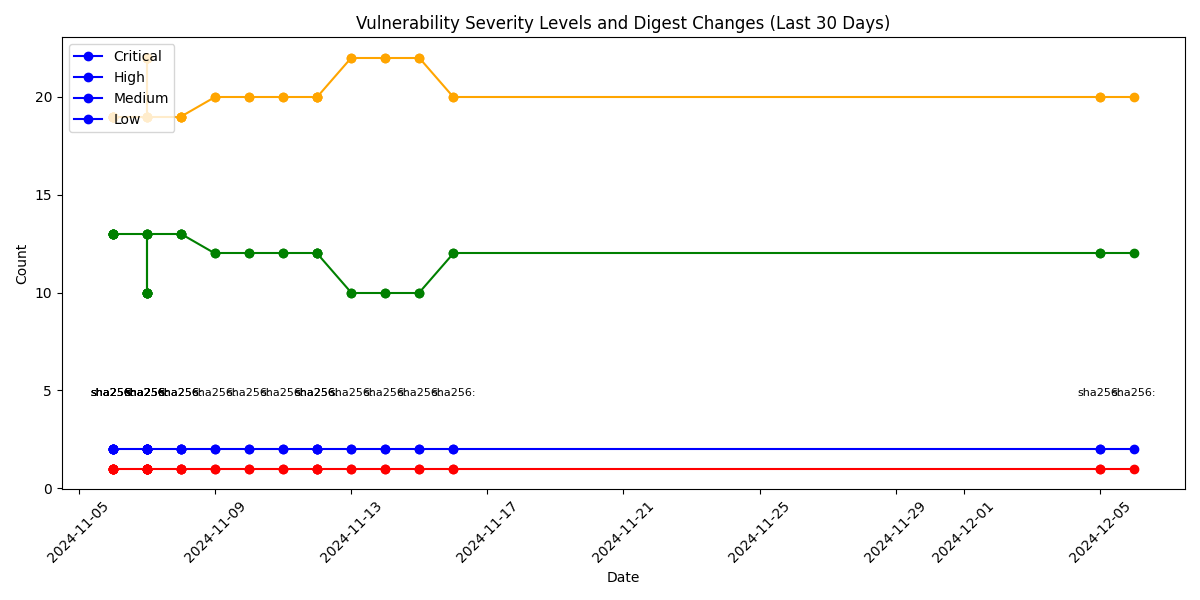 Vulnerability Severity Levels and Digest Changes (Last 30 Days)
Critical
High
Medium
Low
Count
20
15
10
5
0
sha256: sha256: sha256: sha256: sha256: sha256: sha256: sha256: sha256: sha256: sha256: sha256: sha256:
2024-11-05 2024-11-09 2024-11-13 2024-11-17 2024-11-21 2024-11-25 2024-11-29 2024-12-01 2024-12-05
Date